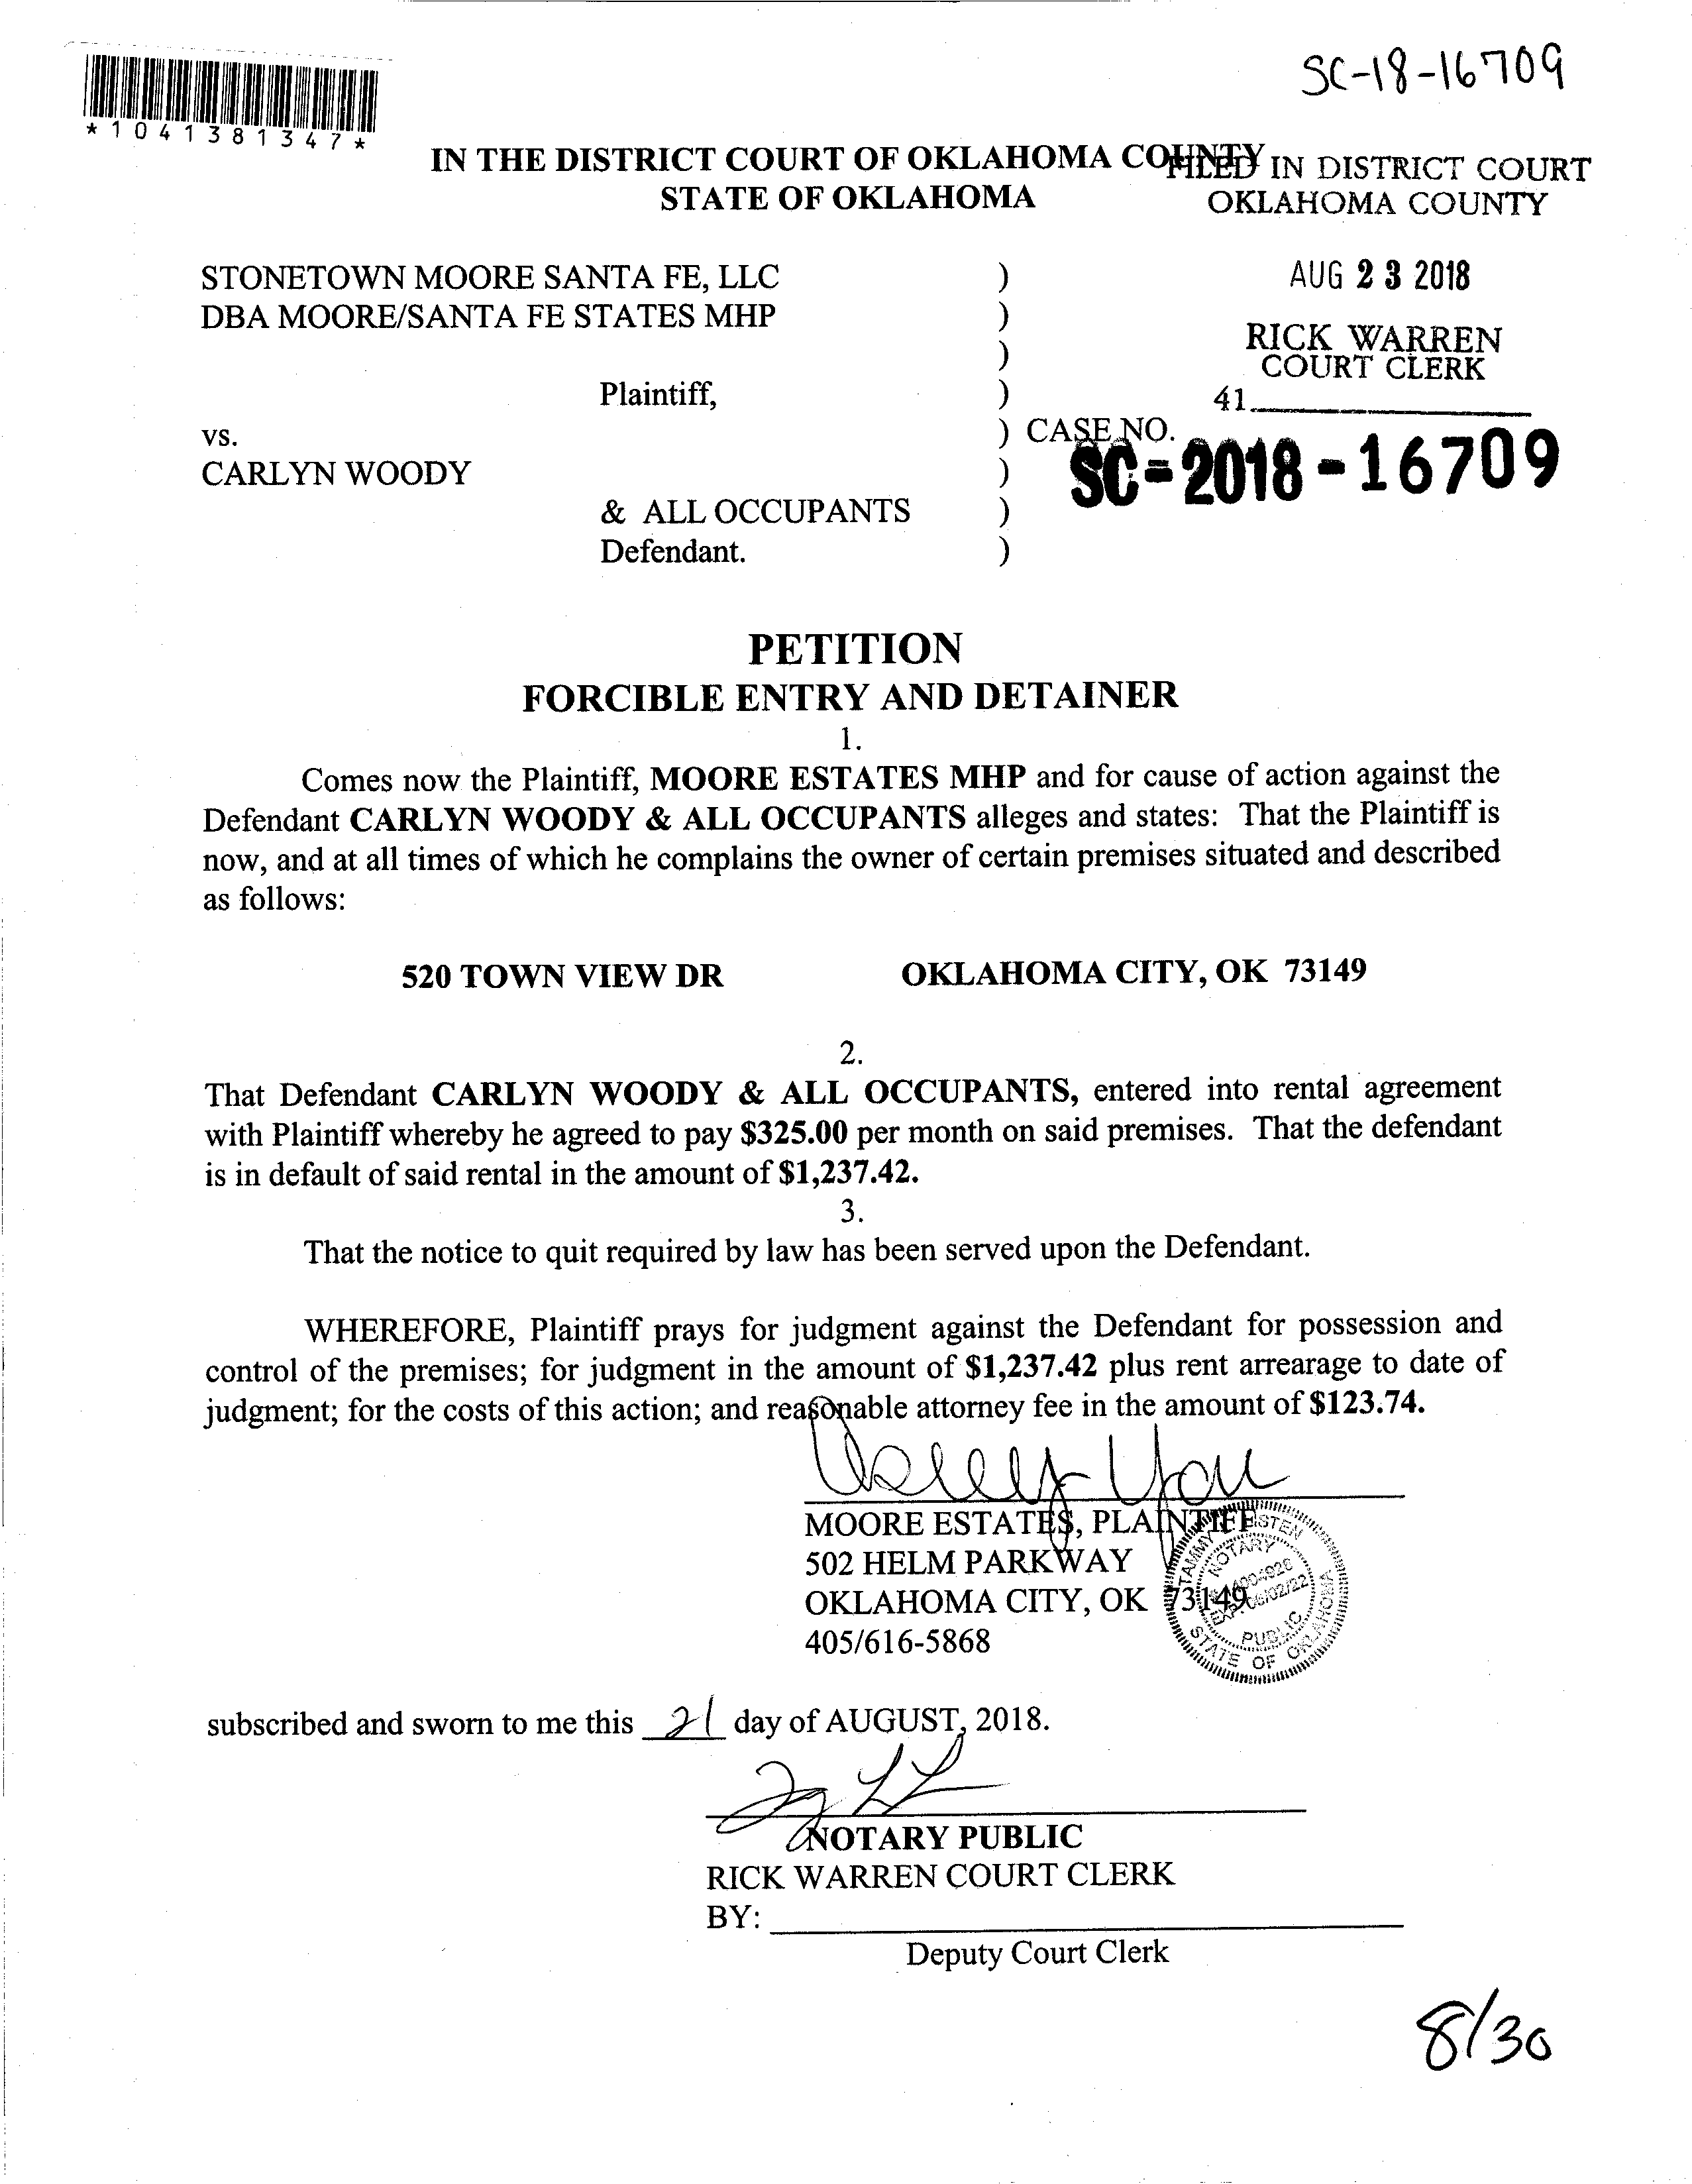 SC-18-16709
*1041381347*
IN THE DISTRICT COURT OF OKLAHOMA COUNTY
STATE OF OKLAHOMA
FILED IN DISTRICT COURT
OKLAHOMA COUNTY
AUG 23 2018
RICK WARREN
COURT CLERK
41
STONETOWN MOORE SANTA FE, LLC )
DBA MOORE/SANTA FE STATES MHP )
)
Plaintiff, )
vs. ) CASE NO.
SC-2018-16709
CARLYN WOODY )
& ALL OCCUPANTS )
Defendant. )
PETITION
FORCIBLE ENTRY AND DETAINER
1.
Comes now the Plaintiff, MOORE ESTATES MHP and for cause of action against the
Defendant CARLYN WOODY & ALL OCCUPANTS alleges and states: That the Plaintiff is
now, and at all times of which he complains the owner of certain premises situated and described
as follows:
520 TOWN VIEW DR OKLAHOMA CITY, OK 73149
2.
That Defendant CARLYN WOODY & ALL OCCUPANTS, entered into rental agreement
with Plaintiff whereby he agreed to pay $325.00 per month on said premises. That the defendant
is in default of said rental in the amount of $1,237.42.
3.
That the notice to quit required by law has been served upon the Defendant.
WHEREFORE, Plaintiff prays for judgment against the Defendant for possession and
control of the premises; for judgment in the amount of $1,237.42 plus rent arrearage to date of
judgment; for the costs of this action; and reasonable attorney fee in the amount of $123.74.
MOORE ESTATES, PLAINTIFF
502 HELM PARKWAY
OKLAHOMA CITY, OK 73149
405/616-5868
TAMMY
NOTARY
EXP. 06/02/22
PUBLIC
STATE OF OKLAHOMA
subscribed and sworn to me this 21 day of AUGUST, 2018.
NOTARY PUBLIC
RICK WARREN COURT CLERK
BY:
Deputy Court Clerk
8/30